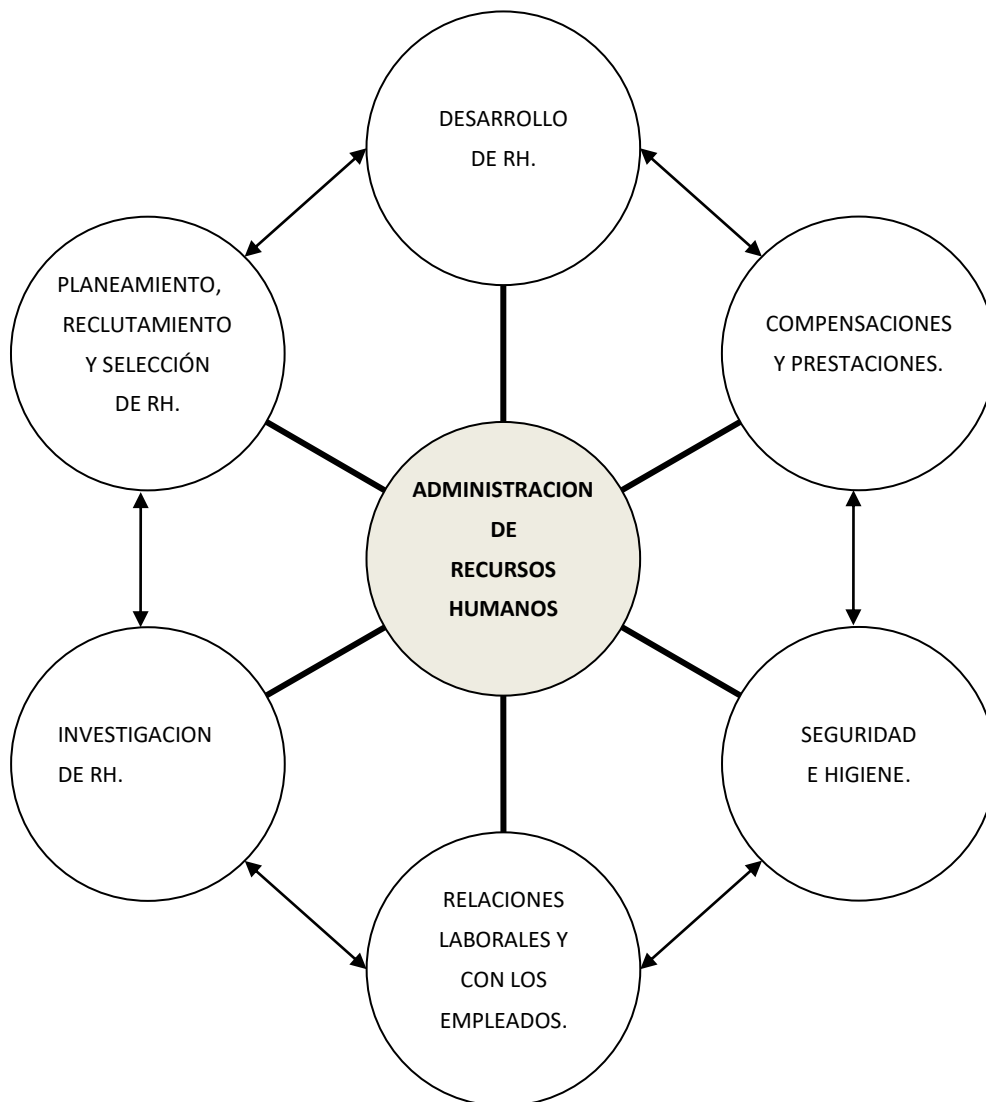 DESARROLLO
DE RH.
PLANEAMIENTO,
RECLUTAMIENTO
Y SELECCIÓN
DE RH.
COMPENSACIONES
Y PRESTACIONES.
ADMINISTRACION
DE
RECURSOS
HUMANOS
INVESTIGACION
DE RH.
SEGURIDAD
E HIGIENE.
RELACIONES
LABORALES Y
CON LOS
EMPLEADOS.